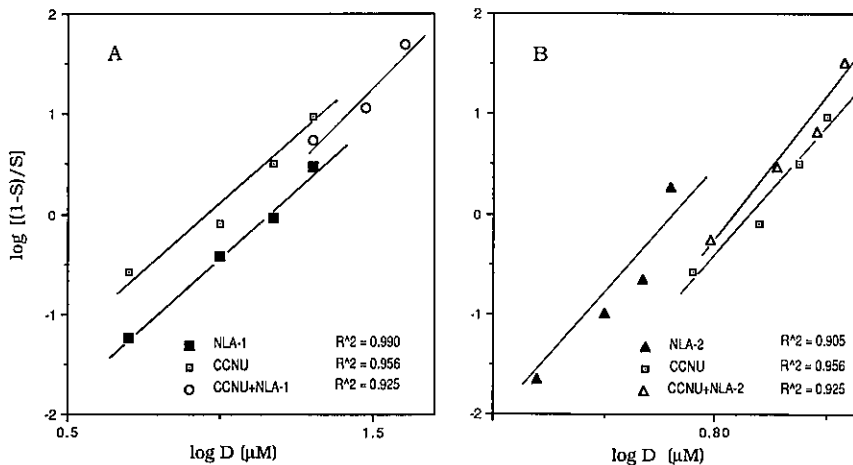 A
2
1
0
-1
-2
log [(1-S)/S]
NLA-1 R^2 = 0.990
CCNU R^2 = 0.956
CCNU+NLA-1 R^2 = 0.925
0.5 1.5
log D (µM)
B
2
1
0
-1
-2
NLA-2 R^2 = 0.905
CCNU R^2 = 0.956
CCNU+NLA-2 R^2 = 0.925
0.80
log D (µM)